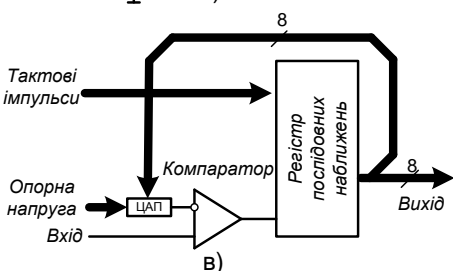 8
Тактові
імпульси
Регістр
послідовних
наближень
Компаратор
8
Опорна
напруга
ЦАП
Вихід
Вхід
в)